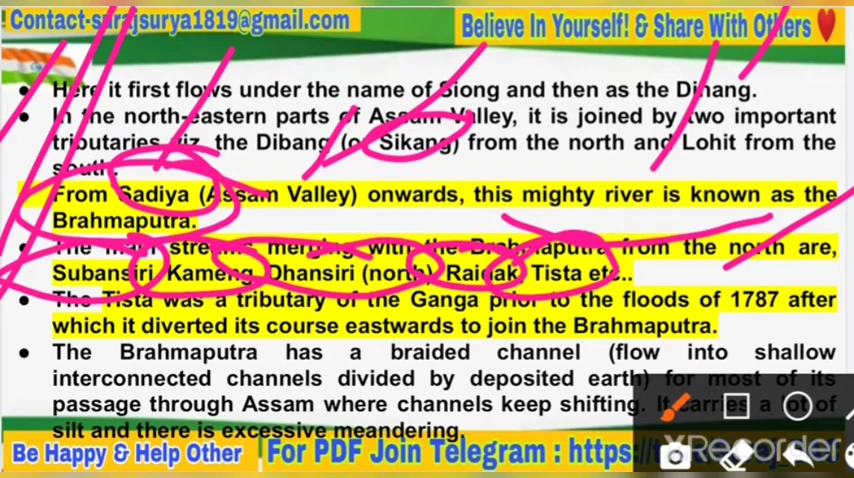 ! Contact-surajsurya1819@gmail.com
Believe In Yourself! & Share With Others
Here it first flows under the name of Siong and then as the Dihang.
In the north-eastern parts of Assam Valley, it is joined by two important
tributaries viz. the Dibang (or Sikang) from the north and Lohit from the
south.
From Sadiya (Assam Valley) onwards, this mighty river is known as the
Brahmaputra.
The main streams merging with the Brahmaputra from the north are,
Subansiri, Kameng, Dhansiri (north), Raidak, Tista etc..
The Tista was a tributary of the Ganga prior to the floods of 1787 after
which it diverted its course eastwards to join the Brahmaputra.
The Brahmaputra has a braided channel (flow into shallow
interconnected channels divided by deposited earth) for most of its
passage through Assam where channels keep shifting. It carries a lot of
silt and there is excessive meandering.
Be Happy & Help Other
For PDF Join Telegram : https:
XRecorder